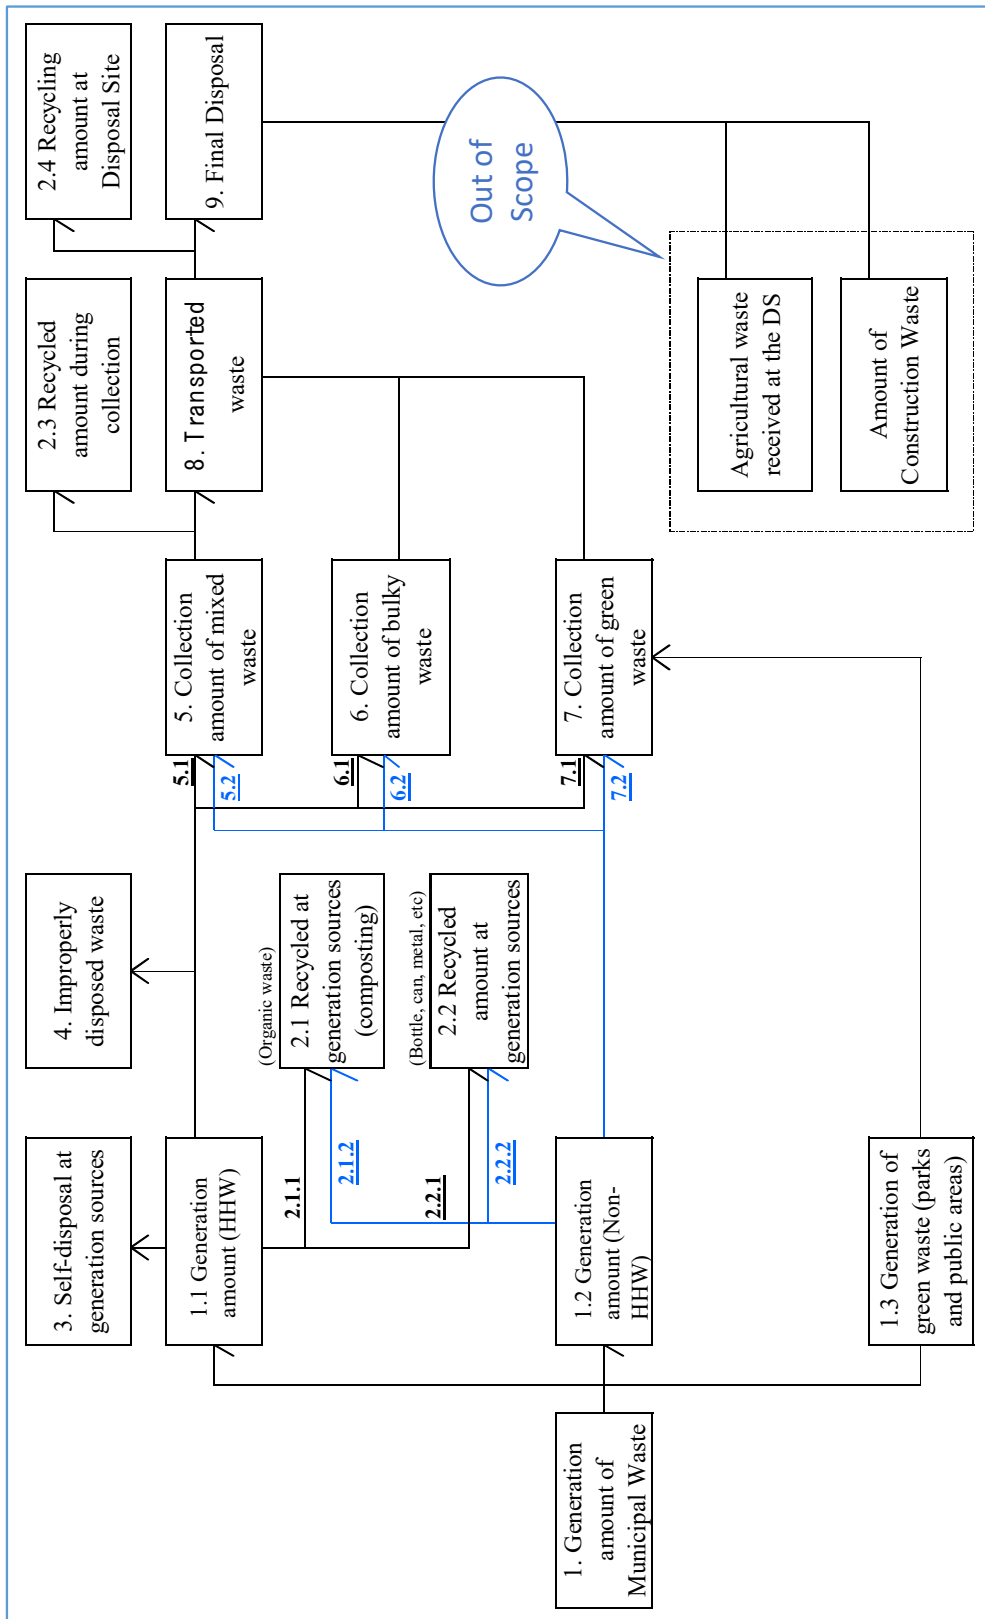 1. Generation
amount of
Municipal Waste
3. Self-disposal at
generation sources
1.1 Generation
amount (HHW)
1.2 Generation
amount (Non-
HHW)
1.3 Generation of
green waste (parks
and public areas)
2.1.1
2.1.2
2.2.1
2.2.2
4. Improperly
disposed waste
(Organic waste)
2.1 Recycled at
generation sources
(composting)
(Bottle, can, metal, etc)
2.2 Recycled
amount at
generation sources
5.1
5.2
6.1
6.2
7.1
7.2
5. Collection
amount of mixed
waste
6. Collection
amount of bulky
waste
7. Collection
amount of green
waste
2.3 Recycled
amount during
collection
8. Transported
waste
2.4 Recycling
amount at
Disposal Site
9. Final Disposal
Out of
Scope
Agricultural waste
received at the DS
Amount of
Construction Waste